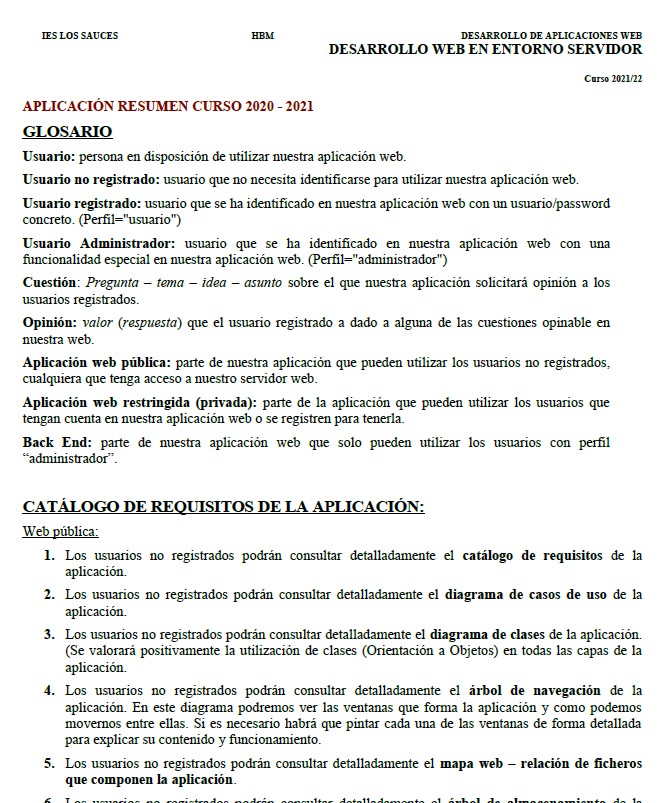 IES LOS SAUCES HBM DESARROLLO DE APLICACIONES WEB
DESARROLLO WEB EN ENTORNO SERVIDOR
Curso 2021/22
APLICACIÓN RESUMEN CURSO 2020 - 2021
GLOSARIO
Usuario: persona en disposición de utilizar nuestra aplicación web.
Usuario no registrado: usuario que no necesita identificarse para utilizar nuestra aplicación web.
Usuario registrado: usuario que se ha identificado en nuestra aplicación web con un usuario/password
concreto. (Perfil="usuario")
Usuario Administrador: usuario que se ha identificado en nuestra aplicación web con una
funcionalidad especial en nuestra aplicación web. (Perfil="administrador")
Cuestión: Pregunta – tema – idea – asunto sobre el que nuestra aplicación solicitará opinión a los
usuarios registrados.
Opinión: valor (respuesta) que el usuario registrado a dado a alguna de las cuestiones opinable en
nuestra web.
Aplicación web pública: parte de nuestra aplicación que pueden utilizar los usuarios no registrados,
cualquiera que tenga acceso a nuestro servidor web.
Aplicación web restringida (privada): parte de la aplicación que pueden utilizar los usuarios que
tengan cuenta en nuestra aplicación web o se registren para tenerla.
Back End: parte de nuestra aplicación web que solo pueden utilizar los usuarios con perfil
“administrador”.
CATÁLOGO DE REQUISITOS DE LA APLICACIÓN:
Web pública:
1. Los usuarios no registrados podrán consultar detalladamente el catálogo de requisitos de la
aplicación.
2. Los usuarios no registrados podrán consultar detalladamente el diagrama de casos de uso de la
aplicación.
3. Los usuarios no registrados podrán consultar detalladamente el diagrama de clases de la aplicación.
(Se valorará positivamente la utilización de clases (Orientación a Objetos) en todas las capas de la
aplicación.
4. Los usuarios no registrados podrán consultar detalladamente el árbol de navegación de la
aplicación. En este diagrama podremos ver las ventanas que forma la aplicación y como podemos
movernos entre ellas. Si es necesario habrá que pintar cada una de las ventanas de forma detallada
para explicar su contenido y funcionamiento.
5. Los usuarios no registrados podrán consultar detalladamente el mapa web – relación de ficheros
que componen la aplicación.
6. Los usuarios no registrados podrán consultar detalladamente el árbol de almacenamiento de la